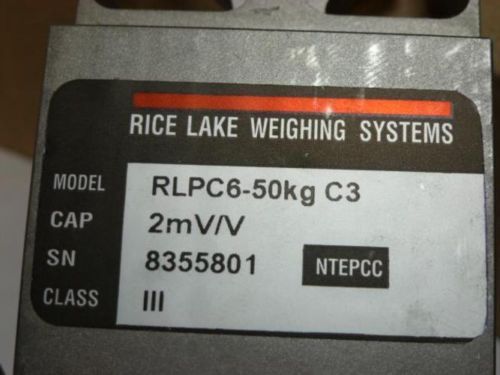 RICE LAKE WEIGHING SYSTEMS
MODEL RLPC6-50kg C3
CAP 2mV/V
SN 8355801 NTEPCC
CLASS III